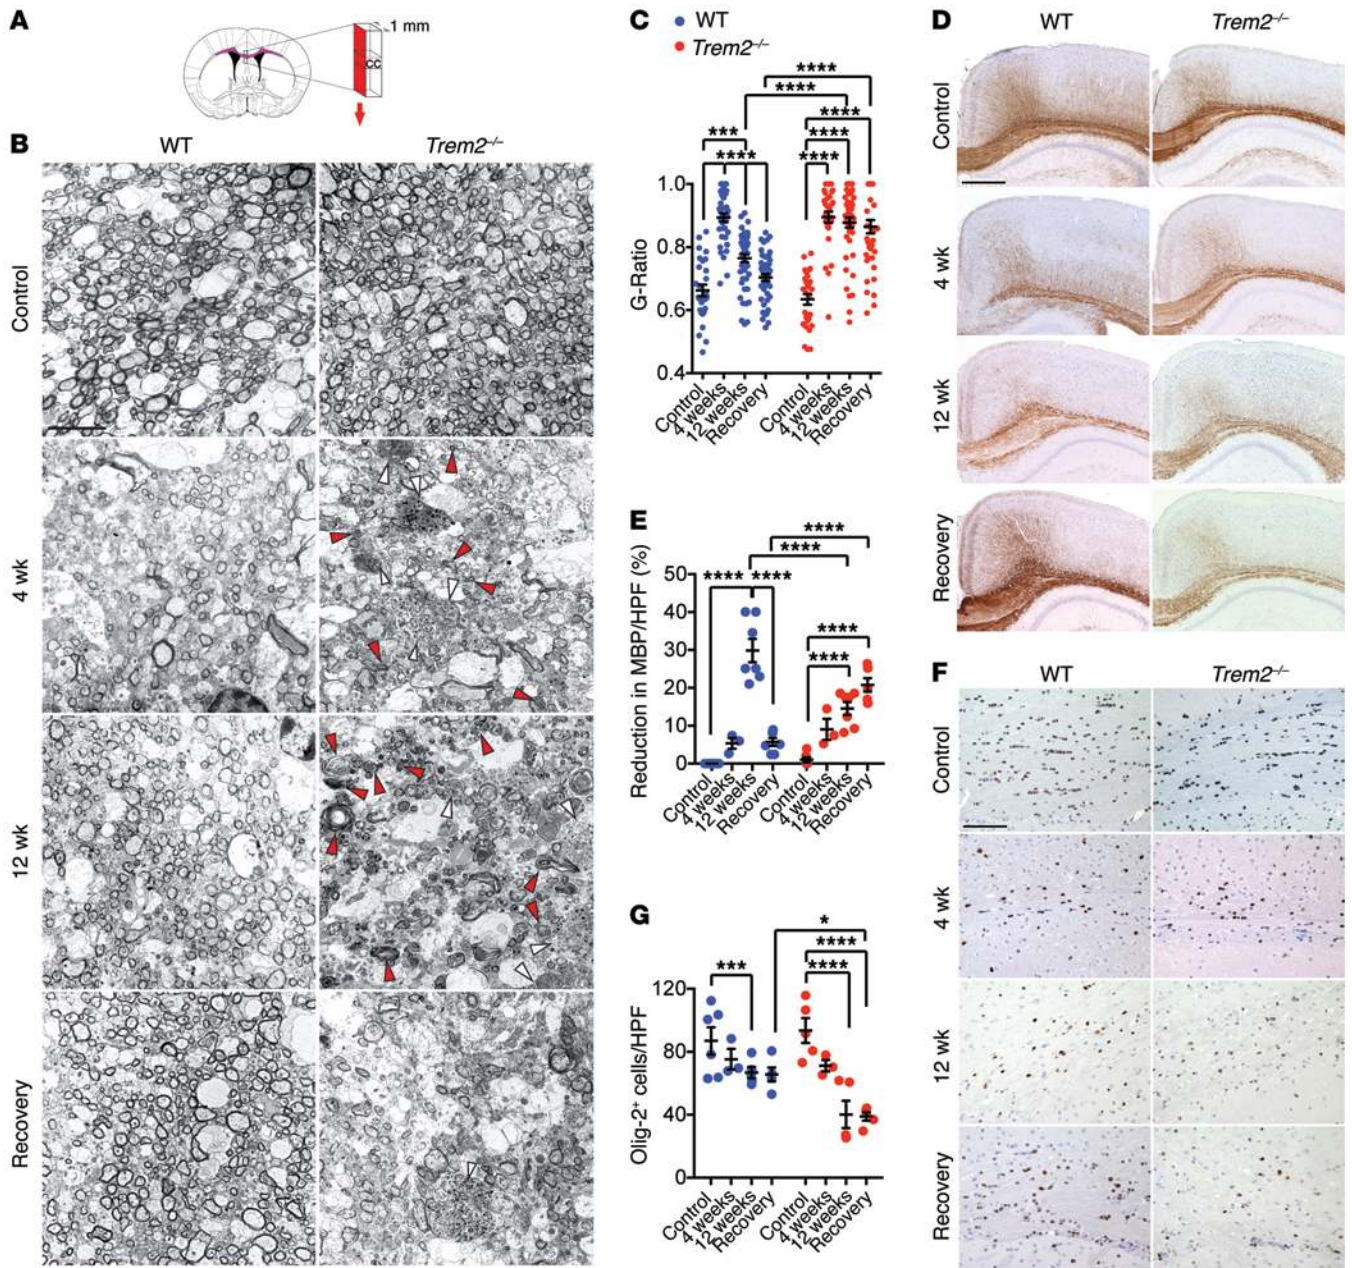 A
1 mm
CC
B
WT
Trem2–/–
Control
4 wk
12 wk
Recovery
C
WT
Trem2–/–
****
****
****
***
****
****
****
1.0
0.8
0.6
0.4
G-Ratio
Control
4 weeks
12 weeks
Recovery
Control
4 weeks
12 weeks
Recovery
D
WT
Trem2–/–
Control
4 wk
12 wk
Recovery
E
****
****
**** ****
****
****
50
40
30
20
10
0
Reduction in MBP/HPF (%)
Control
4 weeks
12 weeks
Recovery
Control
4 weeks
12 weeks
Recovery
F
WT
Trem2–/–
Control
4 wk
12 wk
Recovery
G
*
****
***
****
120
80
40
0
Olig-2+ cells/HPF
Control
4 weeks
12 weeks
Recovery
Control
4 weeks
12 weeks
Recovery